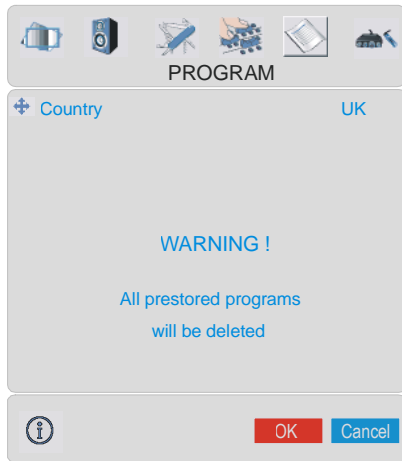 PROGRAM
Country UK
WARNING !
All prestored programs
will be deleted
OK Cancel